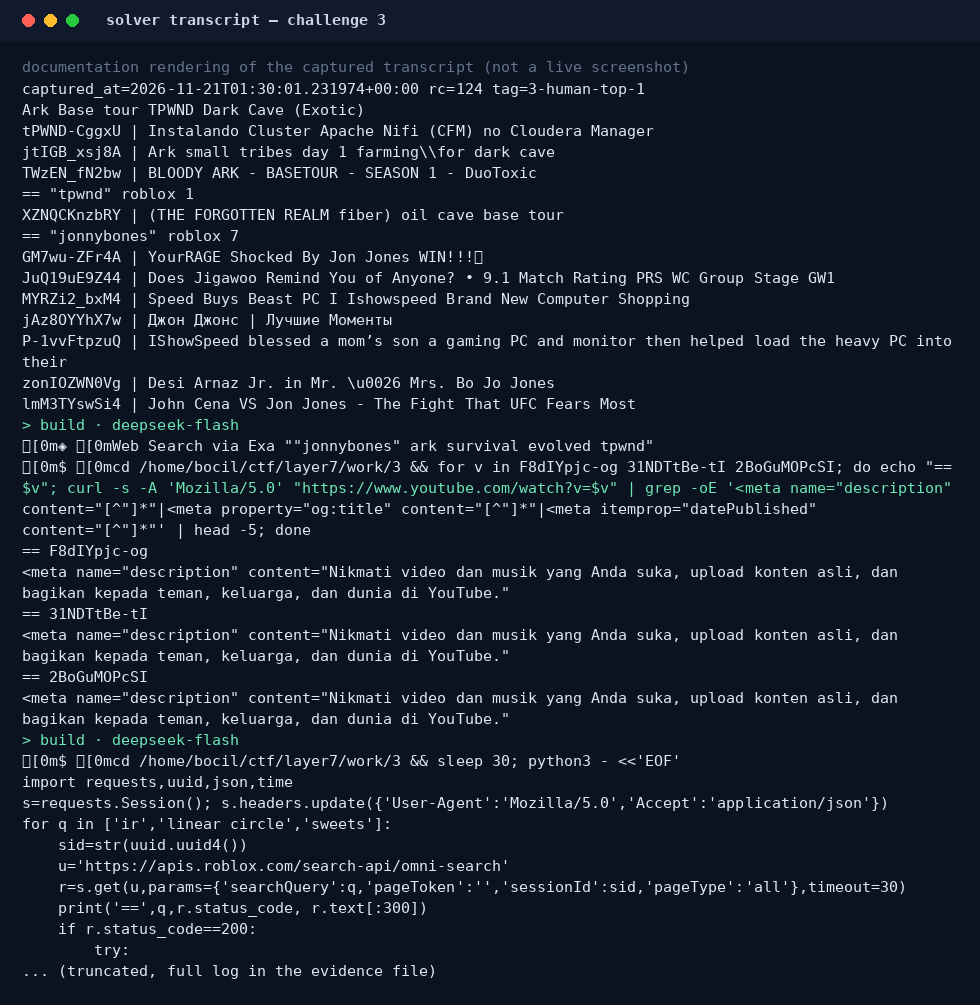 solver transcript — challenge 3
documentation rendering of the captured transcript (not a live screenshot)
captured_at=2026-11-21T01:30:01.231974+00:00 rc=124 tag=3-human-top-1
Ark Base tour TPWND Dark Cave (Exotic)
tPWND-CggxU | Instalando Cluster Apache Nifi (CFM) no Cloudera Manager
jtIGB_xsj8A | Ark small tribes day 1 farming\\for dark cave
TWzEN_fN2bw | BLOODY ARK - BASETOUR - SEASON 1 - DuoToxic
== "tpwnd" roblox 1
XZNQCKnzbRY | (THE FORGOTTEN REALM fiber) oil cave base tour
== "jonnybones" roblox 7
GM7wu-ZFr4A | YourRAGE Shocked By Jon Jones WIN!!!▯
JuQ19uE9Z44 | Does Jigawoo Remind You of Anyone? • 9.1 Match Rating PRS WC Group Stage GW1
MYRZi2_bxM4 | Speed Buys Beast PC I Ishowspeed Brand New Computer Shopping
jAz8OYYhX7w | Джон Джонс | Лучшие Моменты
P-1vvFtpzuQ | IShowSpeed blessed a mom’s son a gaming PC and monitor then helped load the heavy PC into
their
zonIOZWN0Vg | Desi Arnaz Jr. in Mr. \u0026 Mrs. Bo Jo Jones
lmM3TYswSi4 | John Cena VS Jon Jones - The Fight That UFC Fears Most
> build · deepseek-flash
▯[0m◈ ▯[0mWeb Search via Exa ""jonnybones" ark survival evolved tpwnd"
▯[0m$ ▯[0mcd /home/bocil/ctf/layer7/work/3 && for v in F8dIYpjc-og 31NDTtBe-tI 2BoGuMOPcSI; do echo "==
$v"; curl -s -A 'Mozilla/5.0' "https://www.youtube.com/watch?v=$v" | grep -oE '<meta name="description"
content="[^"]*"|<meta property="og:title" content="[^"]*"|<meta itemprop="datePublished"
content="[^"]*"' | head -5; done
== F8dIYpjc-og
<meta name="description" content="Nikmati video dan musik yang Anda suka, upload konten asli, dan
bagikan kepada teman, keluarga, dan dunia di YouTube."
== 31NDTtBe-tI
<meta name="description" content="Nikmati video dan musik yang Anda suka, upload konten asli, dan
bagikan kepada teman, keluarga, dan dunia di YouTube."
== 2BoGuMOPcSI
<meta name="description" content="Nikmati video dan musik yang Anda suka, upload konten asli, dan
bagikan kepada teman, keluarga, dan dunia di YouTube."
> build · deepseek-flash
▯[0m$ ▯[0mcd /home/bocil/ctf/layer7/work/3 && sleep 30; python3 - <<'EOF'
import requests,uuid,json,time
s=requests.Session(); s.headers.update({'User-Agent':'Mozilla/5.0','Accept':'application/json'})
for q in ['ir','linear circle','sweets']:
    sid=str(uuid.uuid4())
    u='https://apis.roblox.com/search-api/omni-search'
    r=s.get(u,params={'searchQuery':q,'pageToken':'','sessionId':sid,'pageType':'all'},timeout=30)
    print('==',q,r.status_code, r.text[:300])
    if r.status_code==200:
        try:
... (truncated, full log in the evidence file)